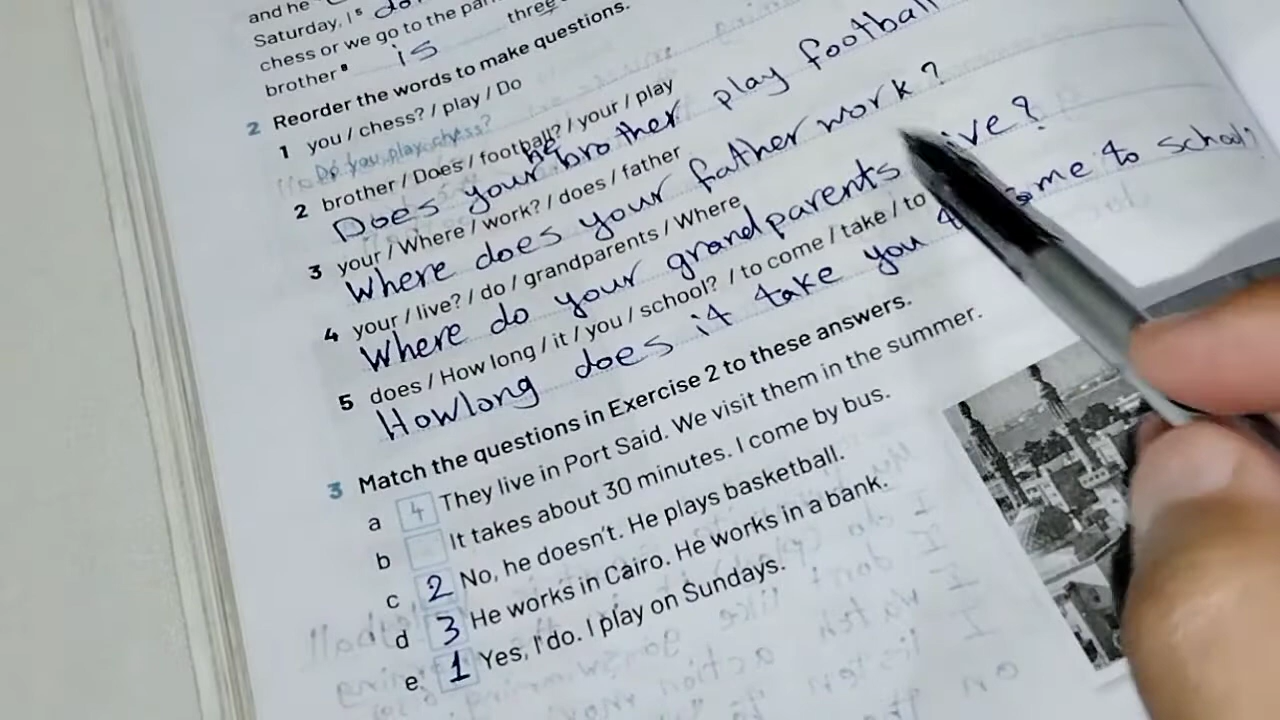 and he
Saturday, I
chess or we go to the
brother is three
2 Reorder the words to make questions.
1 you / chess? / play / Do
Do you play chess?
2 brother / Does / football? / your / play
he
Does your brother play football
3 your / Where / work? / does / father
Where does your father work?
4 your / live? / do / grandparents / Where
Where do your grandparents ive?
5 does / How long / it / you / school? / to come / take / to
Howlong does it take you to school
3 Match the questions in Exercise 2 to these answers.
a 4 They live in Port Said. We visit them in the summer.
b It takes about 30 minutes. I come by bus.
c 2 No, he doesn't. He plays basketball.
d 3 He works in Cairo. He works in a bank.
e 1 Yes, I do. I play on Sundays.